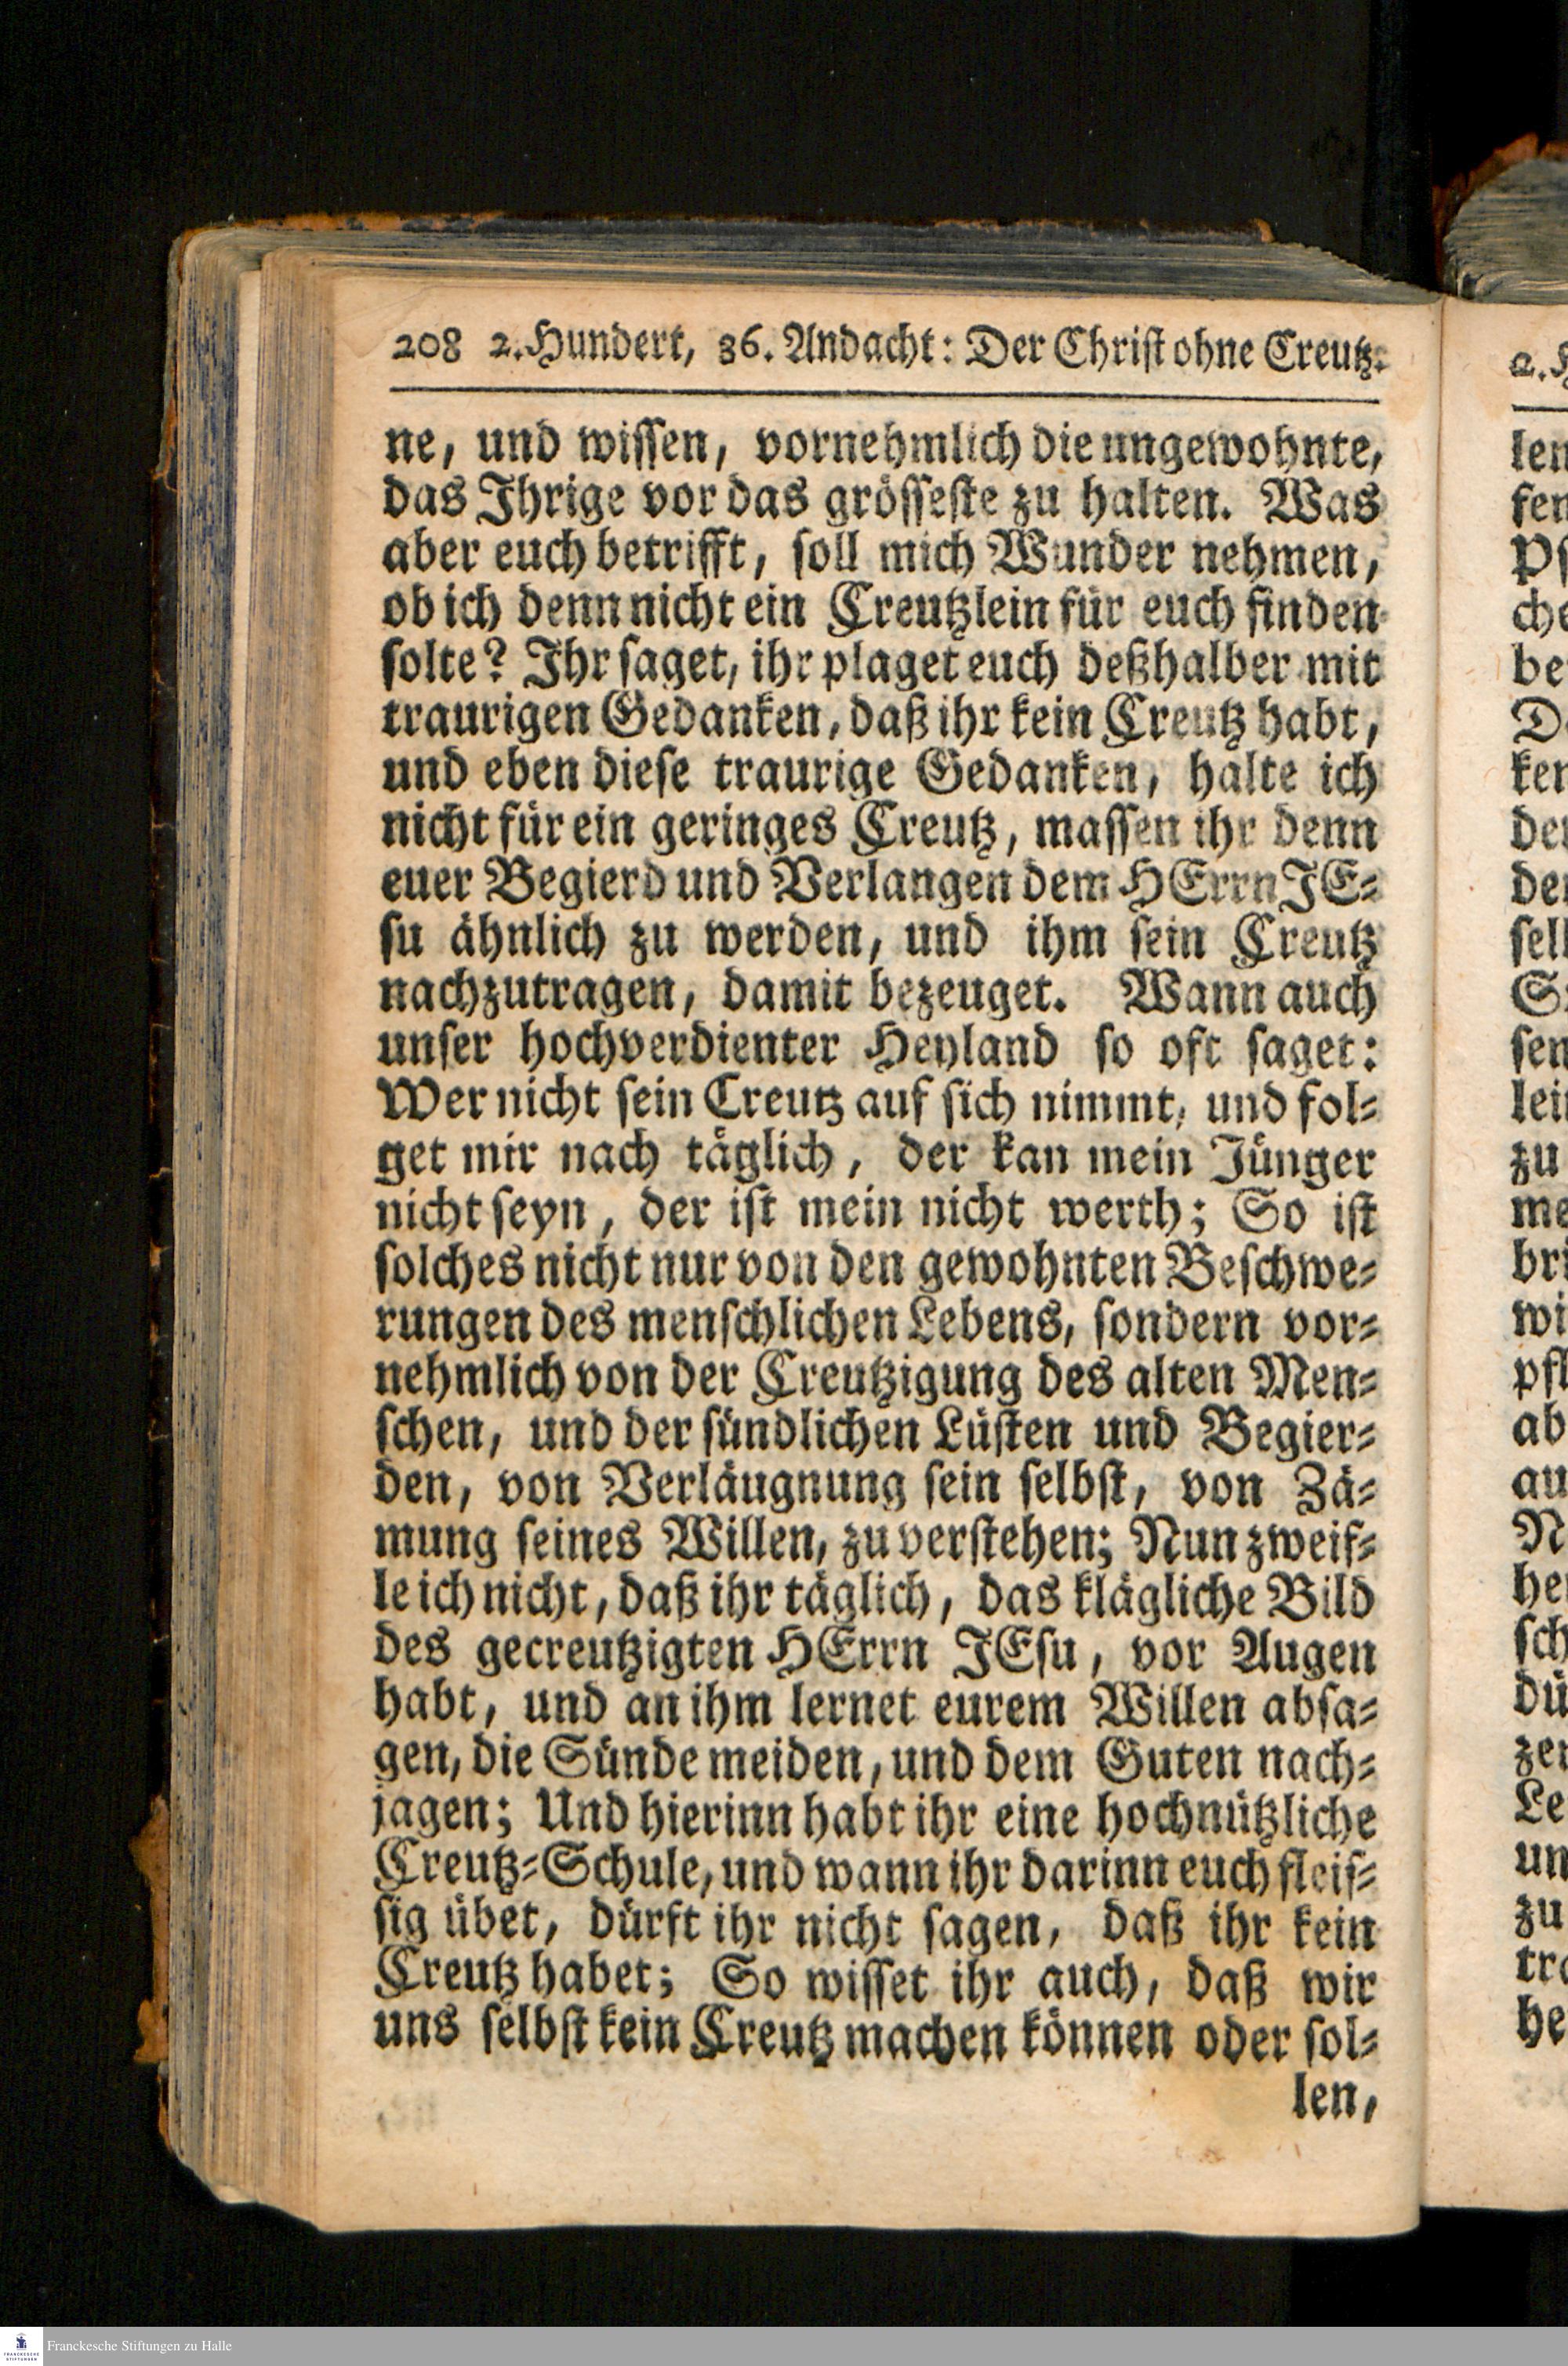 208 2. Hundert, 86. Andacht: Der Christ ohne Creutz.
ne, und wissen, vornehmlich die ungewohnte,
das Ihrige vor das grösseste zu halten. Was
aber euch betrifft, soll mich Wunder nehmen,
ob ich denn nicht ein Creutzlein für euch finden
solte? Ihr saget, ihr plaget euch deßhalber mit
traurigen Gedanken, daß ihr kein Creutz habt,
und eben diese traurige Gedanken, halte ich
nicht für ein geringes Creutz, massen ihr denn
euer Begierd und Verlangen dem HErrn JE-
su ähnlich zu werden, und ihm sein Creutz
nachzutragen, damit bezeuget. Wann auch
unser hochverdienter Heyland so oft saget:
Wer nicht sein Creutz auf sich nimmt, und fol-
get mir nach täglich, der kan mein Jünger
nicht seyn, der ist mein nicht werth; So ist
solches nicht nur von den gewohnten Beschwe-
rungen des menschlichen Lebens, sondern vor-
nehmlich von der Creutzigung des alten Men-
schen, und der sündlichen Lüsten und Begier-
den, von Verläugnung sein selbst, von Zä-
mung seines Willen, zu verstehen; Nun zweif-
le ich nicht, daß ihr täglich, das klägliche Bild
des gecreutzigten HErrn JEsu, vor Augen
habt, und an ihm lernet eurem Willen absa-
gen, die Sünde meiden, und dem Guten nach-
jagen; Und hierinn habt ihr eine hochnützliche
Creutz-Schule, und wann ihr darinn euch fleis-
sig übet, dürft ihr nicht sagen, daß ihr kein
Creutz habet; So wisset ihr auch, daß wir
uns selbst kein Creutz machen können oder sol-
len,
Franckesche Stiftungen zu Halle